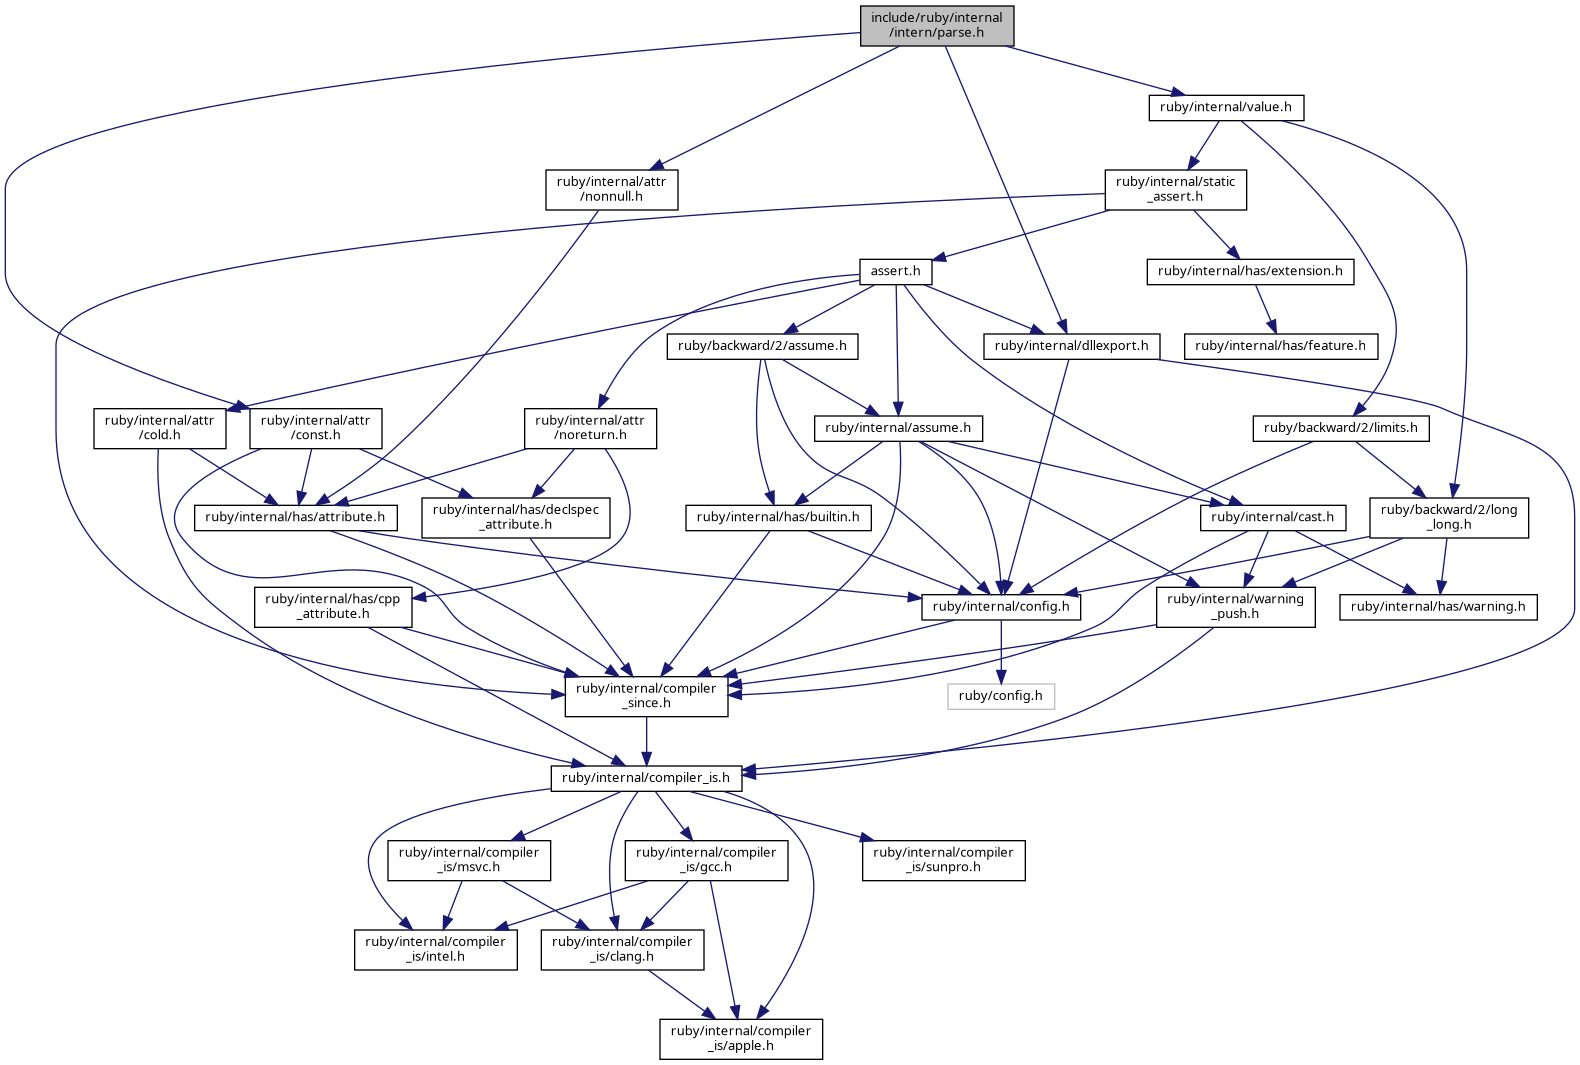 include/ruby/internal
/intern/parse.h
ruby/internal/value.h
ruby/internal/attr
/nonnull.h
ruby/internal/static
_assert.h
assert.h
ruby/internal/has/extension.h
ruby/backward/2/assume.h
ruby/internal/dllexport.h
ruby/internal/has/feature.h
ruby/internal/attr
/cold.h
ruby/internal/attr
/const.h
ruby/internal/attr
/noreturn.h
ruby/internal/assume.h
ruby/backward/2/limits.h
ruby/internal/has/attribute.h
ruby/internal/has/declspec
_attribute.h
ruby/internal/has/builtin.h
ruby/internal/cast.h
ruby/backward/2/long
_long.h
ruby/internal/has/cpp
_attribute.h
ruby/internal/config.h
ruby/internal/warning
_push.h
ruby/internal/has/warning.h
ruby/internal/compiler
_since.h
ruby/config.h
ruby/internal/compiler_is.h
ruby/internal/compiler
_is/msvc.h
ruby/internal/compiler
_is/gcc.h
ruby/internal/compiler
_is/sunpro.h
ruby/internal/compiler
_is/intel.h
ruby/internal/compiler
_is/clang.h
ruby/internal/compiler
_is/apple.h